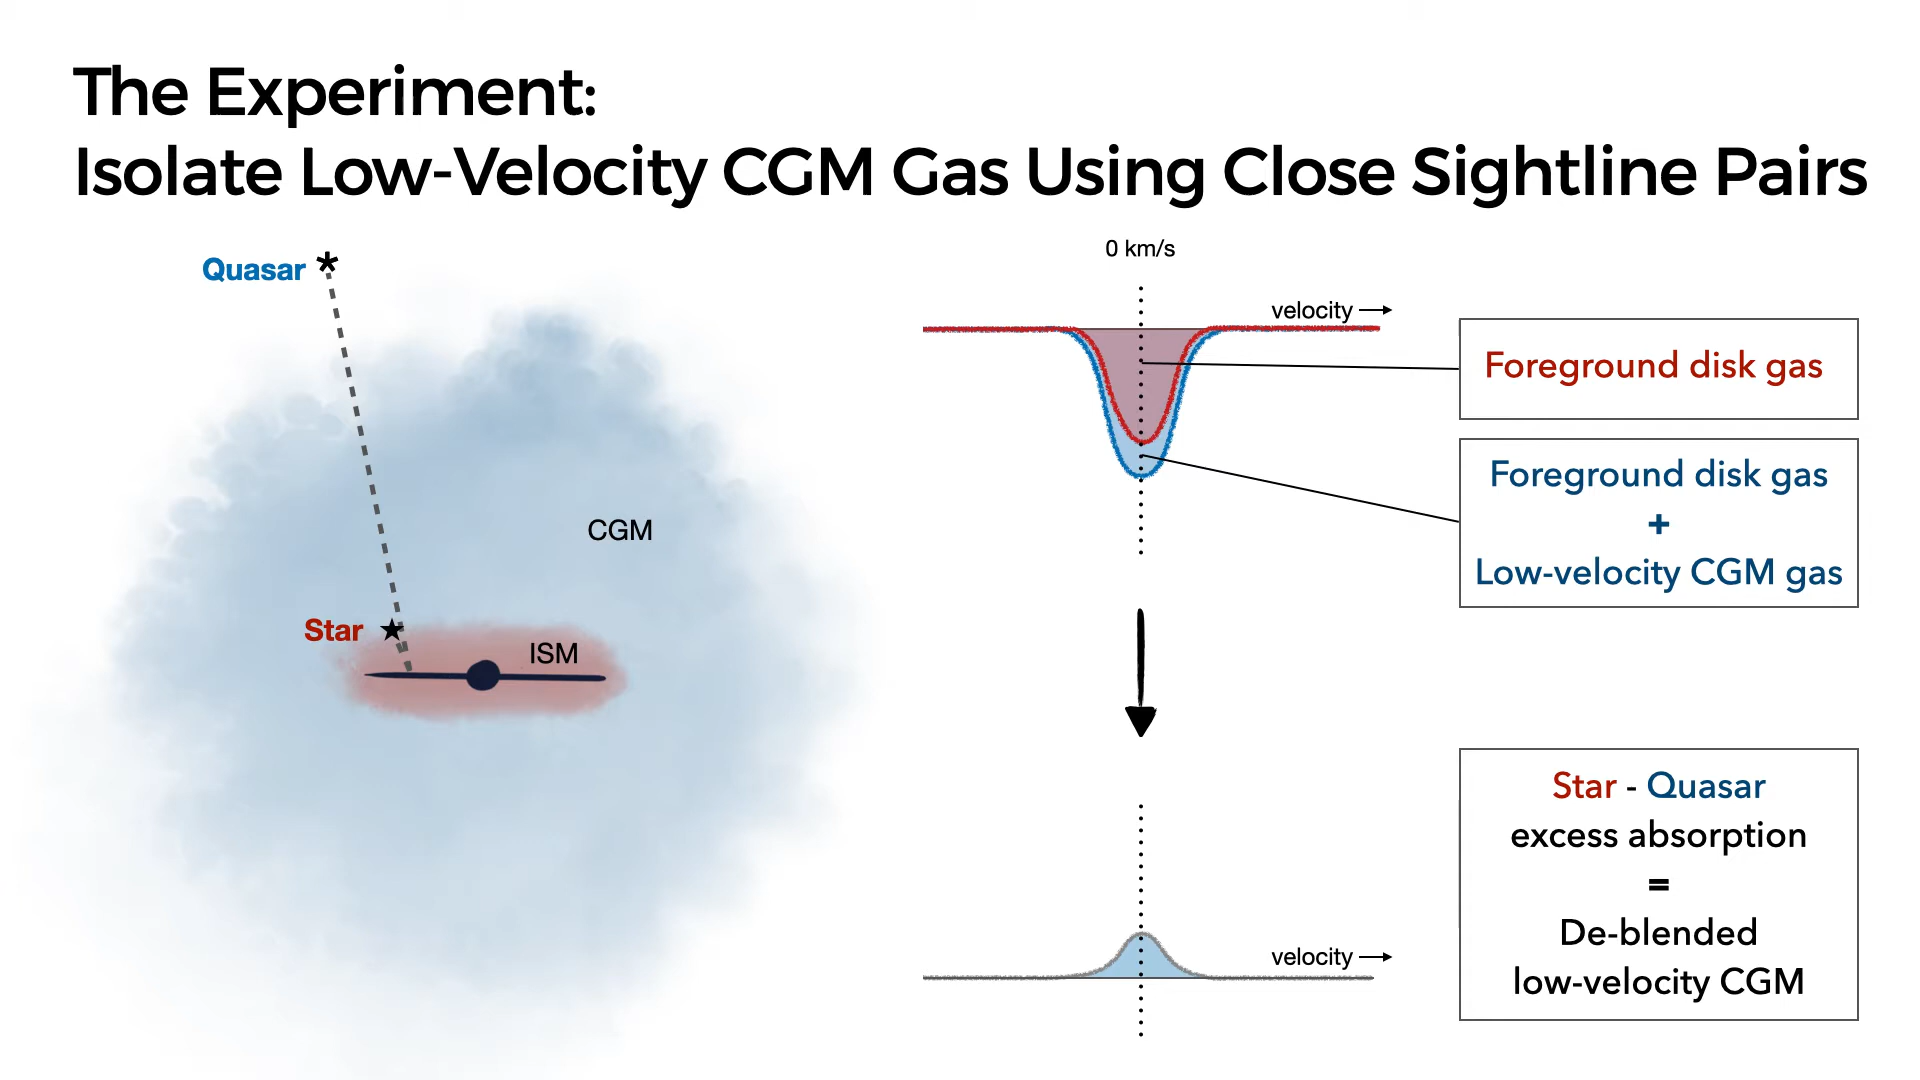 The Experiment:
Isolate Low-Velocity CGM Gas Using Close Sightline Pairs
Quasar
CGM
Star
ISM
0 km/s
velocity
Foreground disk gas
Foreground disk gas
+
Low-velocity CGM gas
velocity
Star - Quasar
excess absorption
=
De-blended
low-velocity CGM